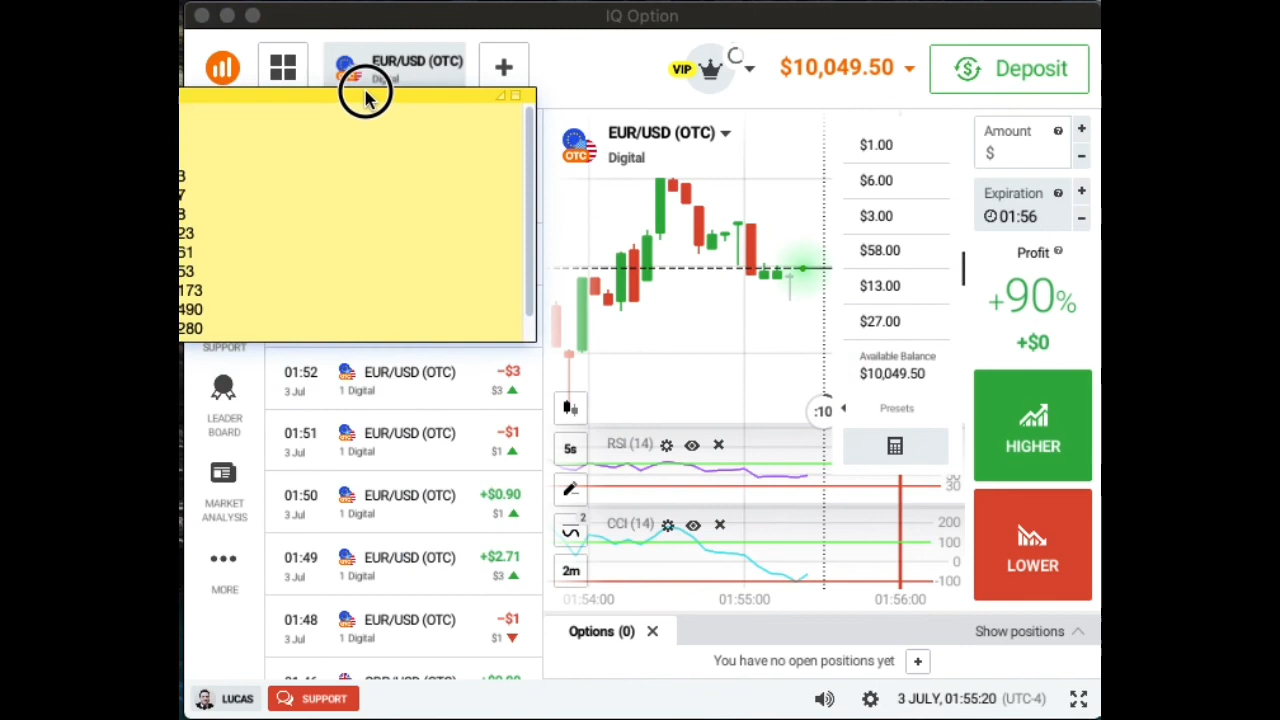 IQ Option
EUR/USD (OTC)
VIP
$10,049.50
Deposit
3
7
3
23
61
53
173
490
280
SUPPORT
LEADER
BOARD
MARKET
ANALYSIS
MORE
01:52 EUR/USD (OTC) −$3
3 Jul 1 Digital $3
01:51 EUR/USD (OTC) −$1
3 Jul 1 Digital $1
01:50 EUR/USD (OTC) +$0.90
3 Jul 1 Digital $1
01:49 EUR/USD (OTC) +$2.71
3 Jul 1 Digital $3
01:48 EUR/USD (OTC) −$1
3 Jul 1 Digital $1
OTC
EUR/USD (OTC)
Digital
5s
RSI (14)
2
CCI (14)
2m
30
200
100
0
-100
01:54:00 01:55:00 01:56:00
:10
$1.00
$6.00
$3.00
$58.00
$13.00
$27.00
Available Balance
$10,049.50
Presets
Amount
$
+
−
Expiration
01:56
+
−
Profit
+90%
+$0
HIGHER
LOWER
Options (0)
Show positions
You have no open positions yet +
LUCAS
SUPPORT
3 JULY, 01:55:20 (UTC-4)